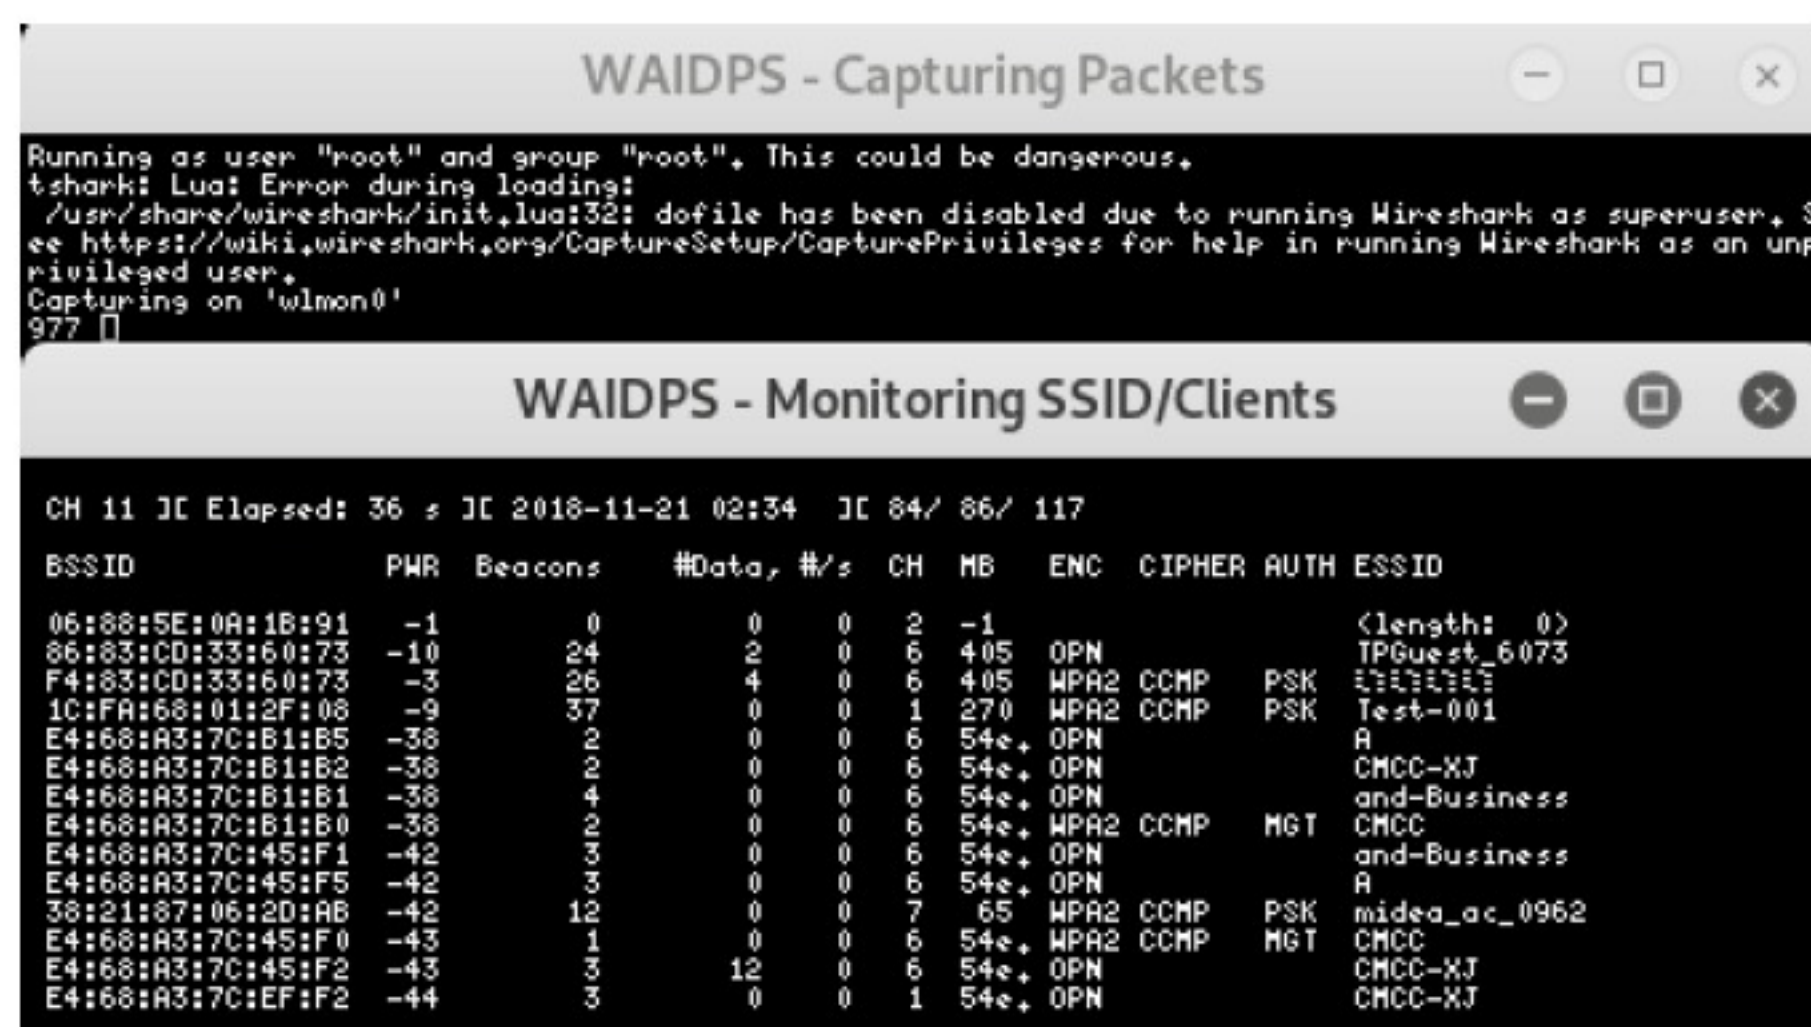 WAIDPS - Capturing Packets
Running as user "root" and group "root". This could be dangerous.
tshark: Lua: Error during loading:
/usr/share/wireshark/init.lua:32: dofile has been disabled due to running Wireshark as superuser. S
ee https://wiki.wireshark.org/CaptureSetup/CapturePrivileges for help in running Wireshark as an unp
rivileged user.
Capturing on 'wlmon0'
977
WAIDPS - Monitoring SSID/Clients
CH 11 ][ Elapsed: 36 s ][ 2018-11-21 02:34 ][ 84/ 86/ 117
BSSID PWR Beacons #Data, #/s CH MB ENC CIPHER AUTH ESSID
06:88:5E:0A:1B:91 -1 0 0 0 2 -1 <length: 0>
86:83:CD:33:60:73 -10 24 2 0 6 405 OPN TPGuest_6073
F4:83:CD:33:60:73 -3 26 4 0 6 405 WPA2 CCMP PSK
1C:FA:68:01:2F:08 -9 37 0 0 1 270 WPA2 CCMP PSK Test-001
E4:68:A3:7C:B1:B5 -38 2 0 0 6 54e. OPN A
E4:68:A3:7C:B1:B2 -38 2 0 0 6 54e. OPN CMCC-XJ
E4:68:A3:7C:B1:B1 -38 4 0 0 6 54e. OPN and-Business
E4:68:A3:7C:B1:B0 -38 2 0 0 6 54e. WPA2 CCMP MGT CMCC
E4:68:A3:7C:45:F1 -42 3 0 0 6 54e. OPN and-Business
E4:68:A3:7C:45:F5 -42 3 0 0 6 54e. OPN A
38:21:87:06:2D:AB -42 12 0 0 7 65 WPA2 CCMP PSK midea_ac_0962
E4:68:A3:7C:45:F0 -43 1 0 0 6 54e. WPA2 CCMP MGT CMCC
E4:68:A3:7C:45:F2 -43 3 12 0 6 54e. OPN CMCC-XJ
E4:68:A3:7C:EF:F2 -44 3 0 0 1 54e. OPN CMCC-XJ